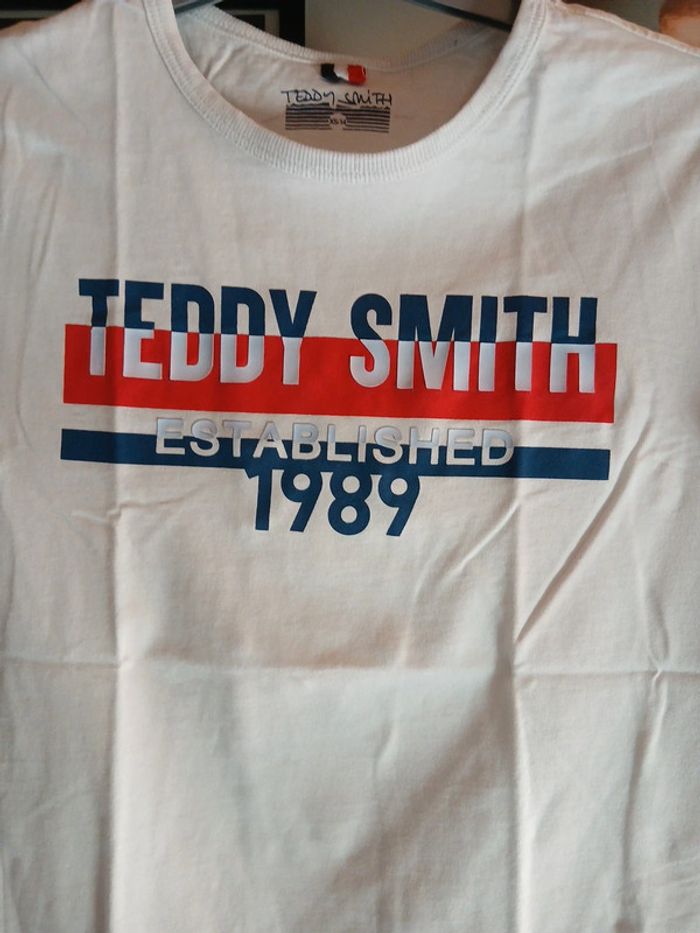 TEDDY SMITH
TEDDY SMITH
ESTABLISHED
1989